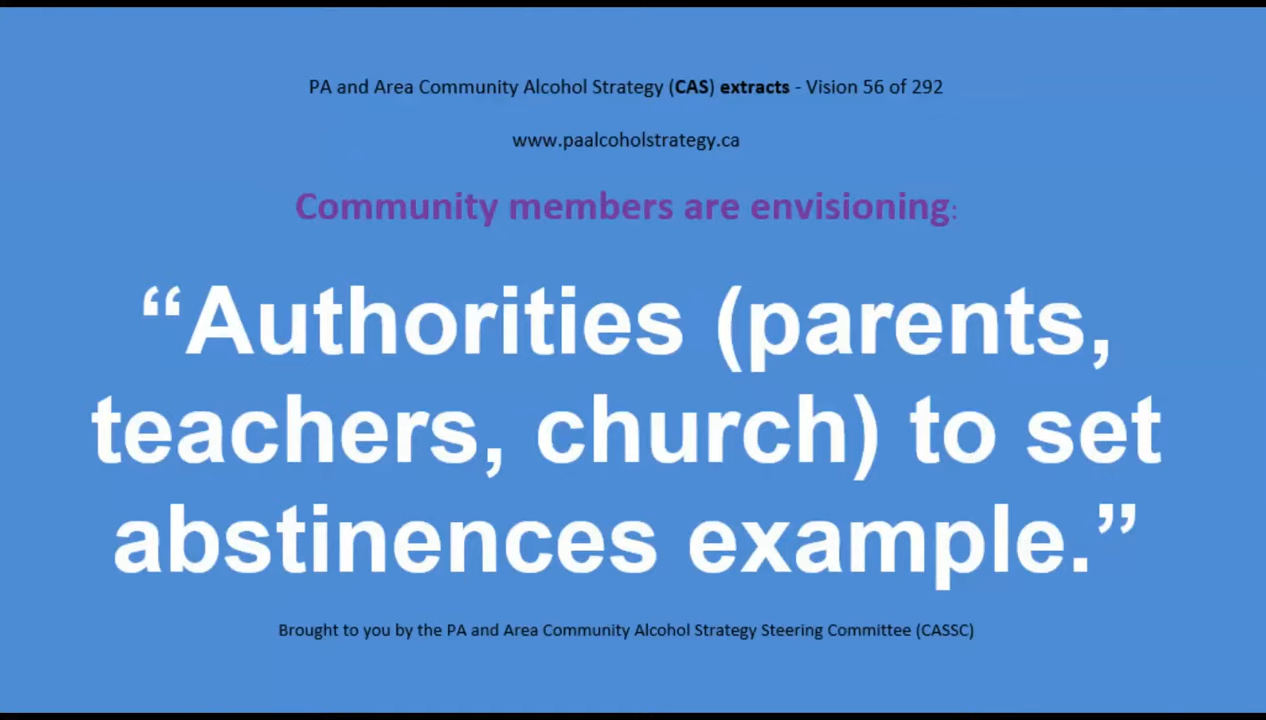 PA and Area Community Alcohol Strategy (CAS) extracts - Vision 56 of 292
www.paalcoholstrategy.ca
Community members are envisioning:
“Authorities (parents,
teachers, church) to set
abstinences example.”
Brought to you by the PA and Area Community Alcohol Strategy Steering Committee (CASSC)